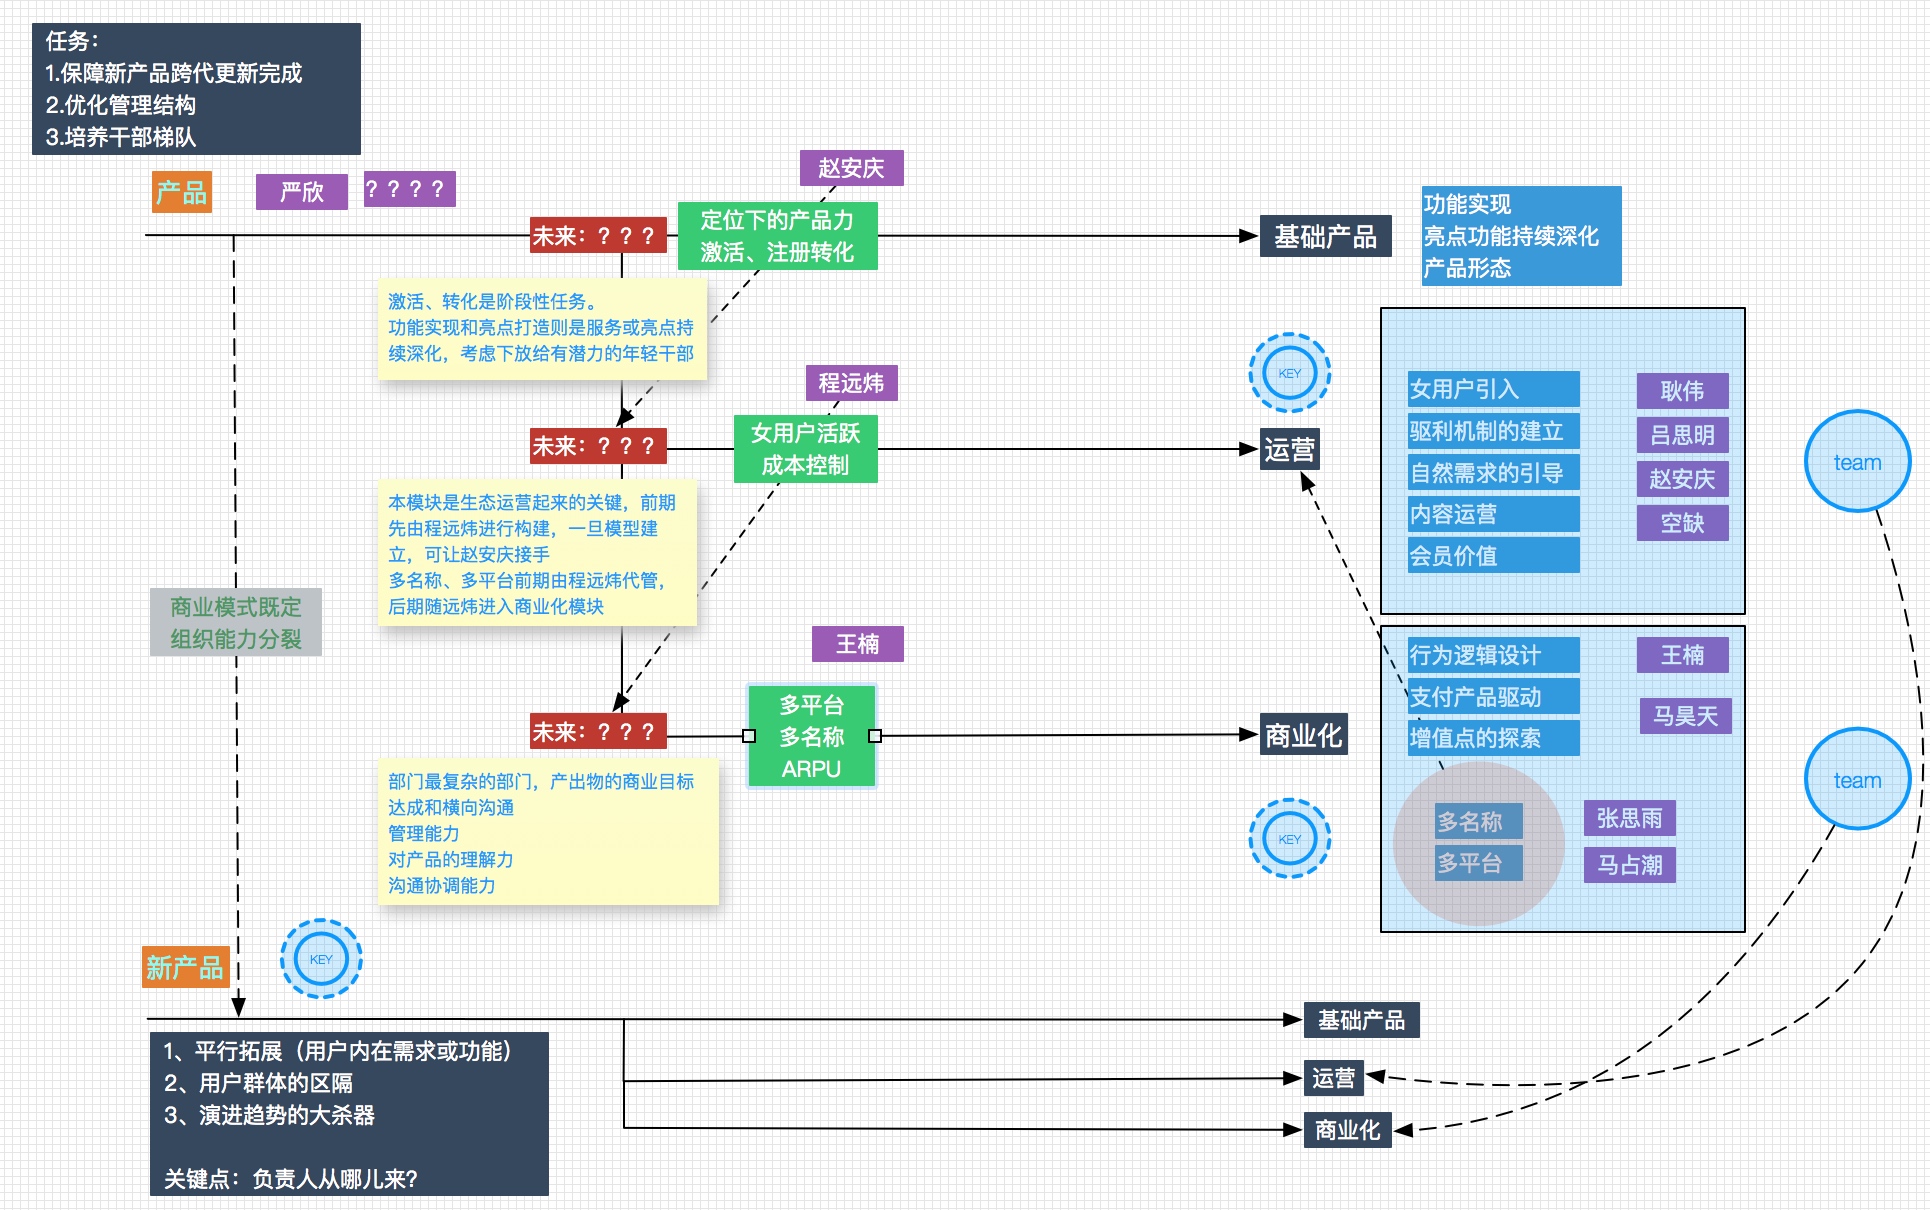 任务：
1.保障新产品跨代更新完成
2.优化管理结构
3.培养干部梯队
产品
严欣
？？？？
赵安庆
未来：？？？
定位下的产品力
激活、注册转化
基础产品
功能实现
亮点功能持续深化
产品形态
激活、转化是阶段性任务。
功能实现和亮点打造则是服务或亮点持
续深化，考虑下放给有潜力的年轻干部
程远炜
未来：？？？
女用户活跃
成本控制
运营
KEY
女用户引入
驱利机制的建立
自然需求的引导
内容运营
会员价值
耿伟
吕思明
赵安庆
空缺
team
本模块是生态运营起来的关键，前期
先由程远炜进行构建，一旦模型建
立，可让赵安庆接手
多名称、多平台前期由程远炜代管，
后期随远炜进入商业化模块
商业模式既定
组织能力分裂
王楠
未来：？？？
多平台
多名称
ARPU
商业化
KEY
行为逻辑设计
支付产品驱动
增值点的探索
王楠
马昊天
多名称
多平台
张思雨
马占潮
team
部门最复杂的部门，产出物的商业目标
达成和横向沟通
管理能力
对产品的理解力
沟通协调能力
新产品
KEY
基础产品
运营
商业化
1、平行拓展（用户内在需求或功能）
2、用户群体的区隔
3、演进趋势的大杀器
关键点：负责人从哪儿来？